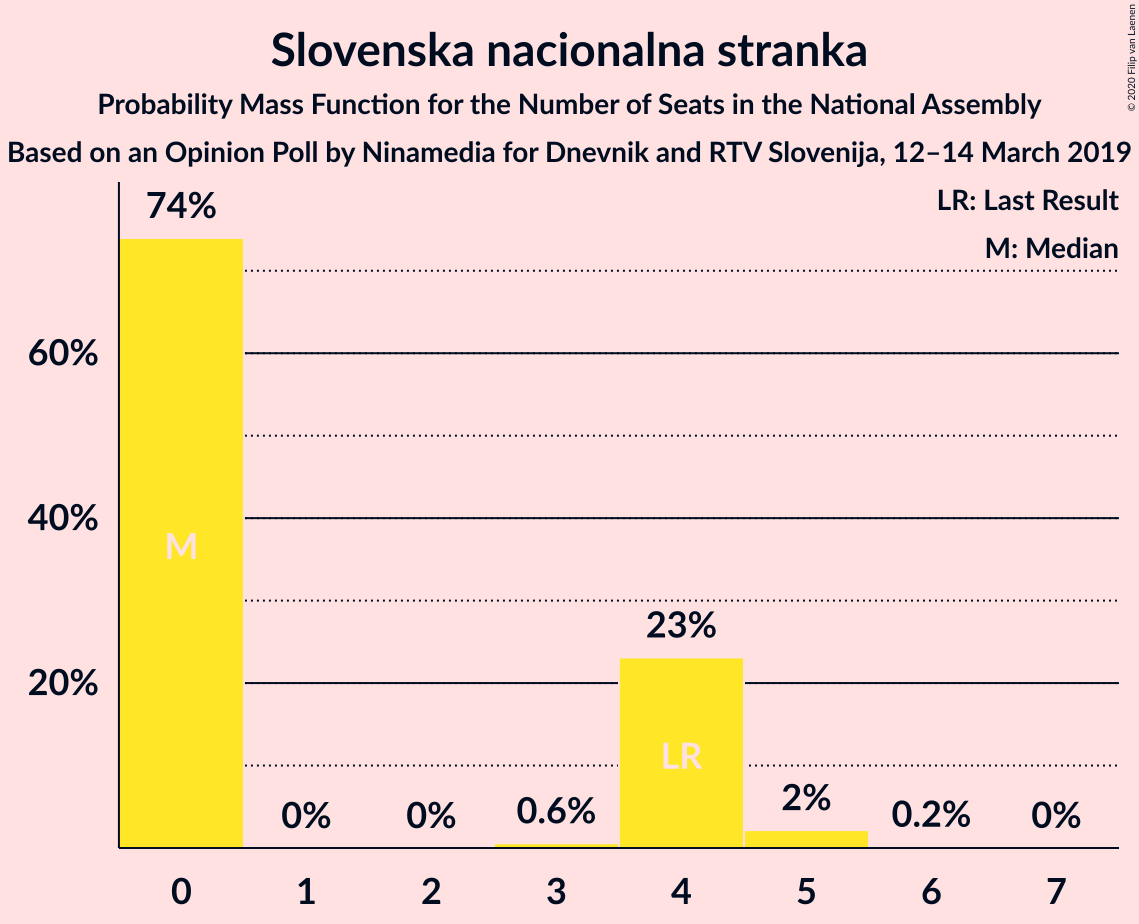 Slovenska nacionalna stranka
Probability Mass Function for the Number of Seats in the National Assembly
Based on an Opinion Poll by Ninamedia for Dnevnik and RTV Slovenija, 12–14 March 2019
© 2020 Filip van Laenen
LR: Last Result
M: Median
74%
60%
40%
M
23%
20%
LR
0%
0%
0.6%
2%
0.2%
0%
0 1 2 3 4 5 6 7